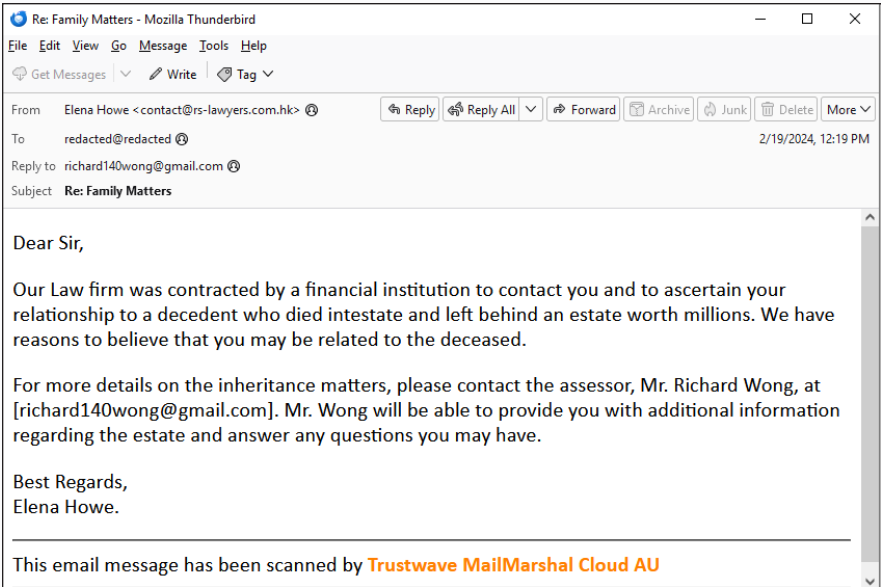 Re: Family Matters - Mozilla Thunderbird
File Edit View Go Message Tools Help
Get Messages Write Tag
From Elena Howe <contact@rs-lawyers.com.hk> Reply Reply All Forward Archive Junk Delete More
To redacted@redacted 2/19/2024, 12:19 PM
Reply to richard140wong@gmail.com
Subject Re: Family Matters
Dear Sir,
Our Law firm was contracted by a financial institution to contact you and to ascertain your
relationship to a decedent who died intestate and left behind an estate worth millions. We have
reasons to believe that you may be related to the deceased.
For more details on the inheritance matters, please contact the assessor, Mr. Richard Wong, at
[richard140wong@gmail.com]. Mr. Wong will be able to provide you with additional information
regarding the estate and answer any questions you may have.
Best Regards,
Elena Howe.
This email message has been scanned by Trustwave MailMarshal Cloud AU